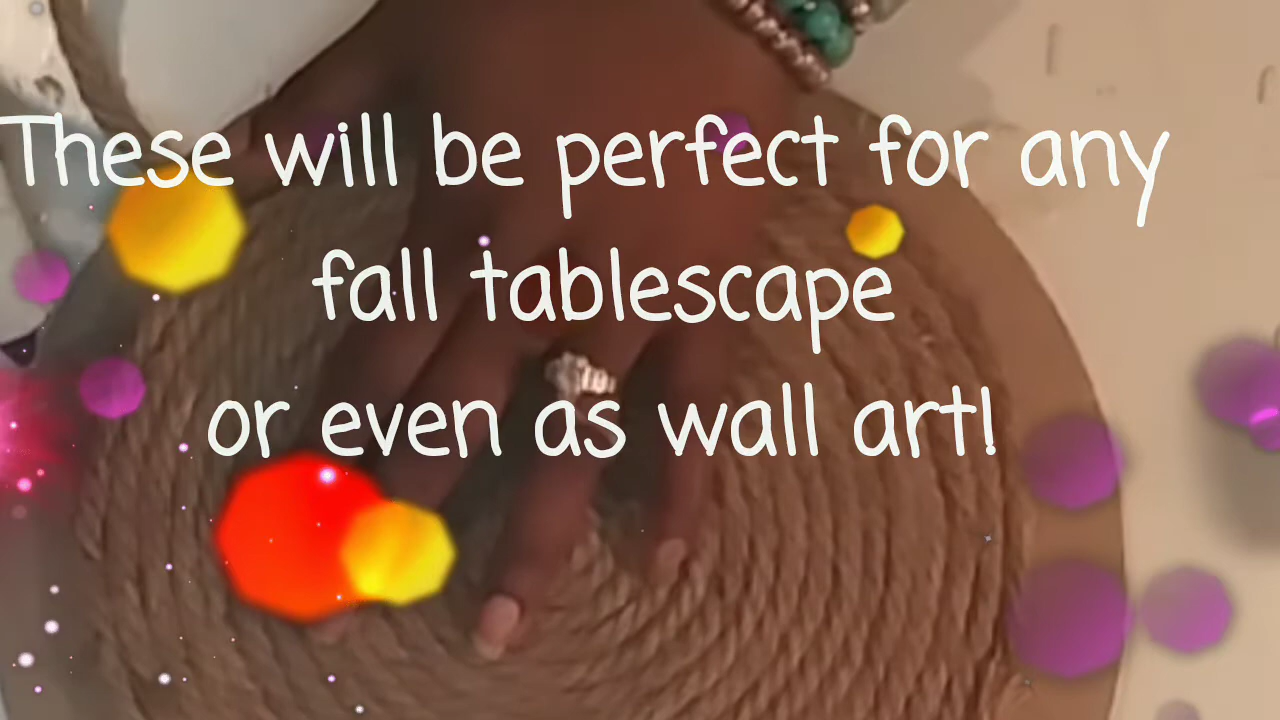 These will be perfect for any
fall tablescape
or even as wall art!